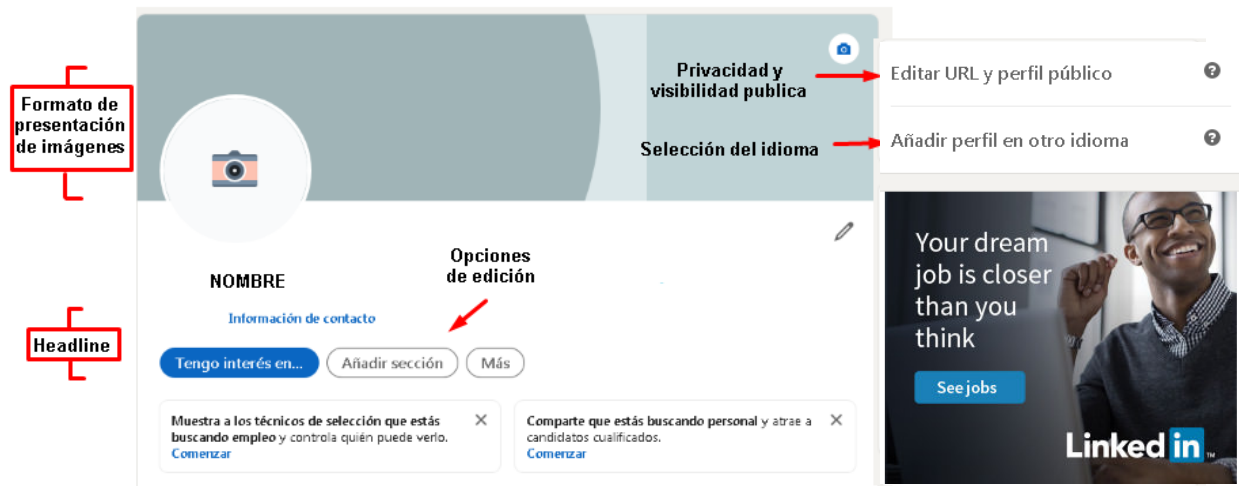 Formato de
presentación
de imágenes
Privacidad y
visibilidad publica
Editar URL y perfil público
Selección del idioma
Añadir perfil en otro idioma
NOMBRE
Opciones
de edición
Información de contacto
Headline
Tengo interés en...
Añadir sección
Más
Muestra a los técnicos de selección que estás
buscando empleo y controla quién puede verlo.
Comenzar
Comparte que estás buscando personal y atrae a
candidatos cualificados.
Comenzar
Your dream
job is closer
than you
think
See jobs
Linked in TM